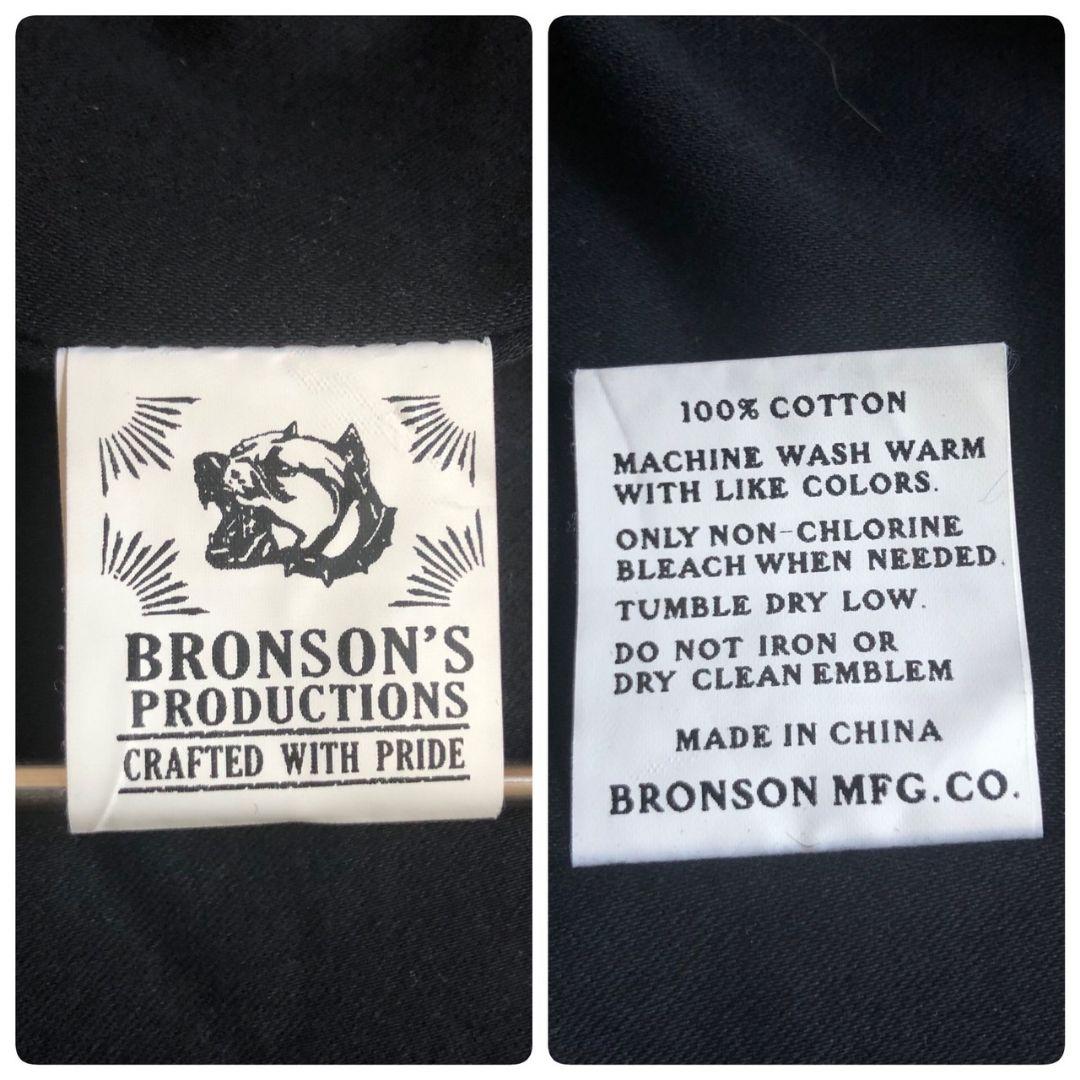 BRONSON'S
PRODUCTIONS
CRAFTED WITH PRIDE
100% COTTON
MACHINE WASH WARM
WITH LIKE COLORS.
ONLY NON-CHLORINE
BLEACH WHEN NEEDED.
TUMBLE DRY LOW.
DO NOT IRON OR
DRY CLEAN EMBLEM
MADE IN CHINA
BRONSON MFG.CO.